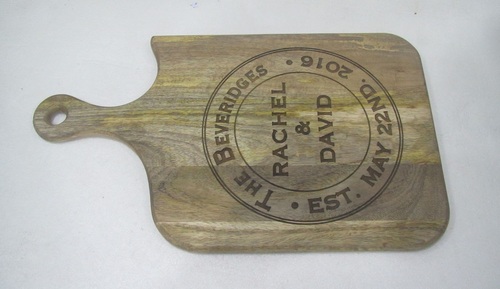 The Beveridges
RACHEL
&
DAVID
• EST. MAY 22ND. 2016 •